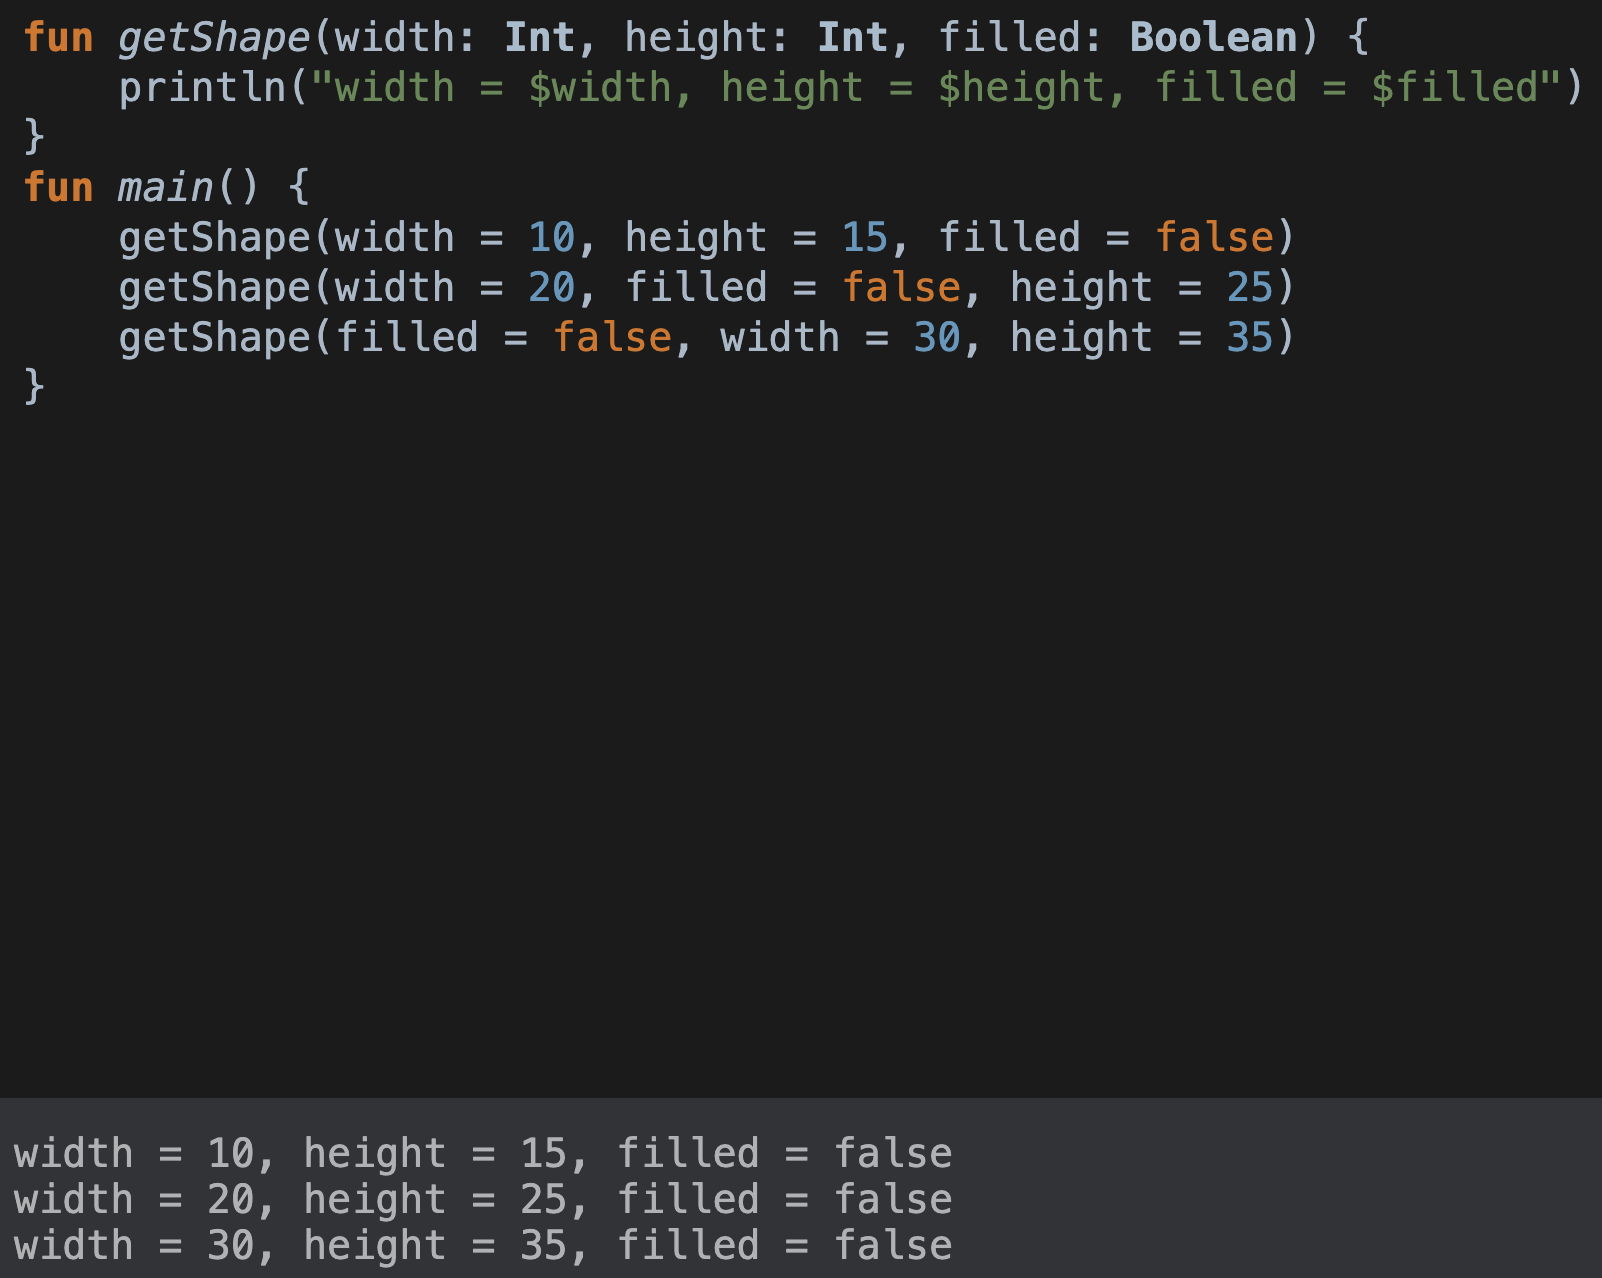 fun getShape(width: Int, height: Int, filled: Boolean) {
    println("width = $width, height = $height, filled = $filled")
}
fun main() {
    getShape(width = 10, height = 15, filled = false)
    getShape(width = 20, filled = false, height = 25)
    getShape(filled = false, width = 30, height = 35)
}
width = 10, height = 15, filled = false
width = 20, height = 25, filled = false
width = 30, height = 35, filled = false